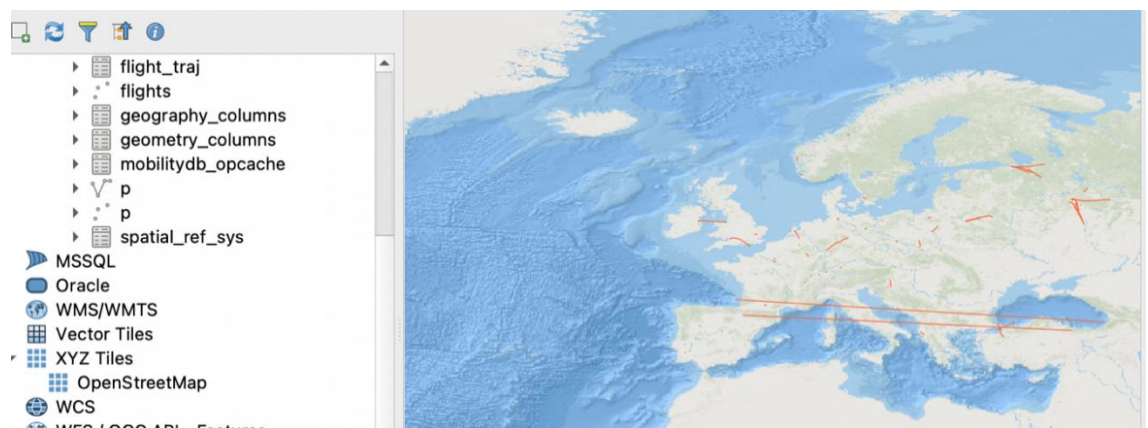 flight_traj
flights
geography_columns
geometry_columns
mobilitydb_opcache
p
p
spatial_ref_sys
MSSQL
Oracle
WMS/WMTS
Vector Tiles
XYZ Tiles
OpenStreetMap
WCS